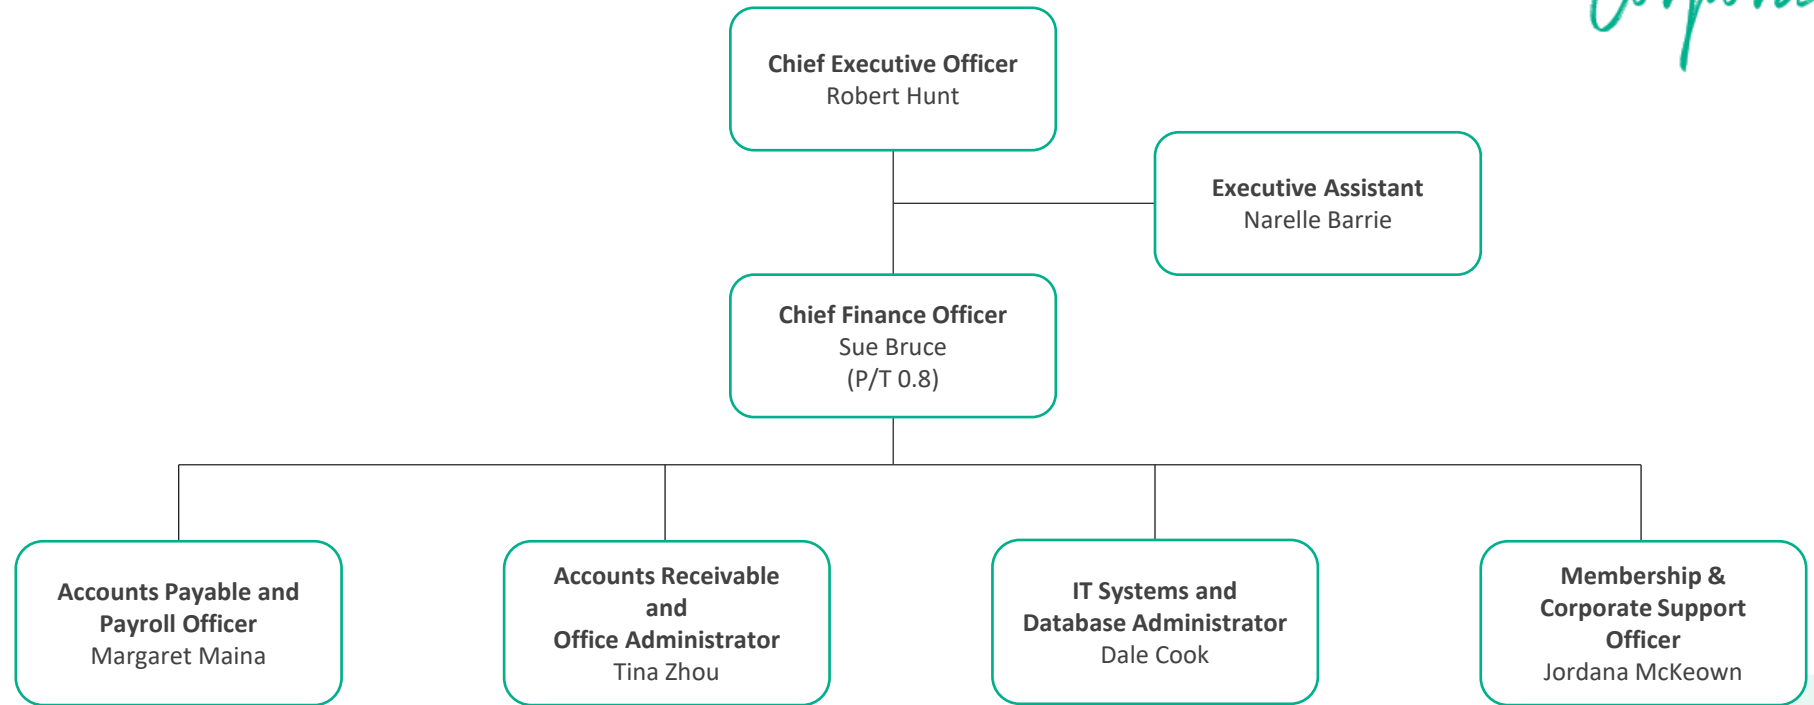 Chief Executive Officer
Robert Hunt
Executive Assistant
Narelle Barrie
Chief Finance Officer
Sue Bruce
(P/T 0.8)
Accounts Payable and
Payroll Officer
Margaret Maina
Accounts Receivable
and
Office Administrator
Tina Zhou
IT Systems and
Database Administrator
Dale Cook
Membership &
Corporate Support
Officer
Jordana McKeown